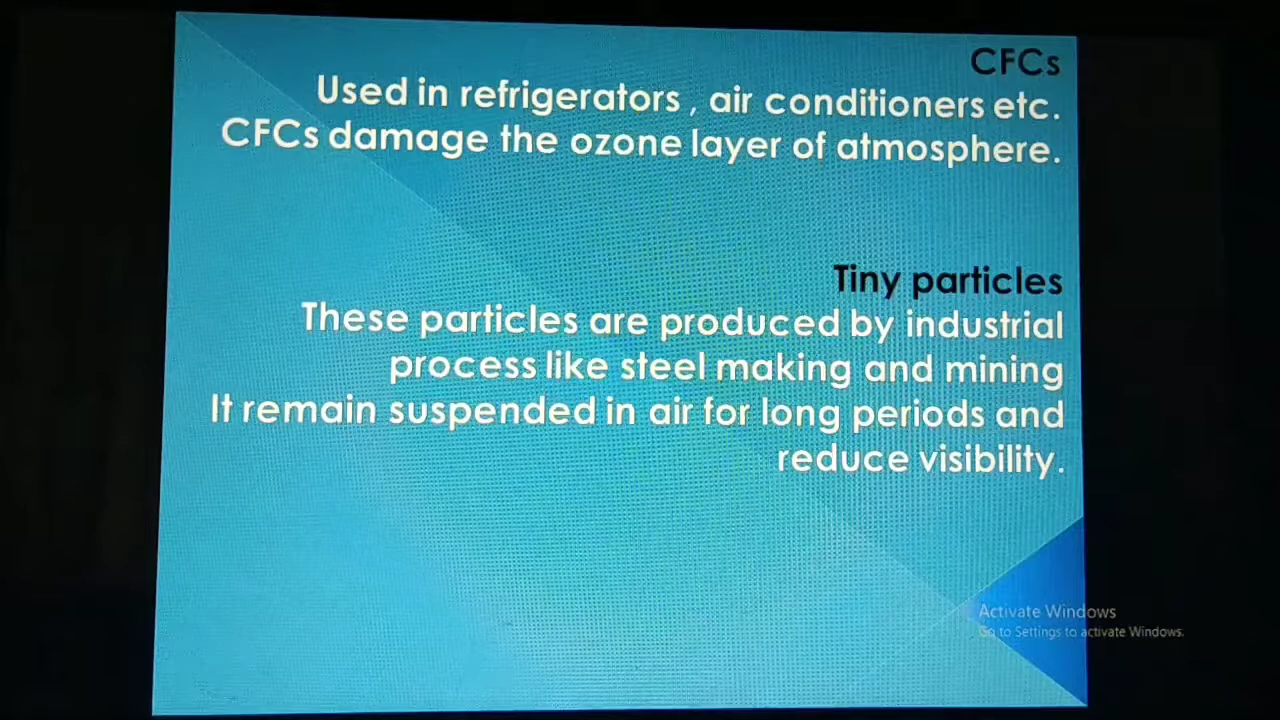 CFCs
Used in refrigerators , air conditioners etc.
CFCs damage the ozone layer of atmosphere.
Tiny particles
These particles are produced by industrial
process like steel making and mining
It remain suspended in air for long periods and
reduce visibility.
Activate Windows
Go to Settings to activate Windows.